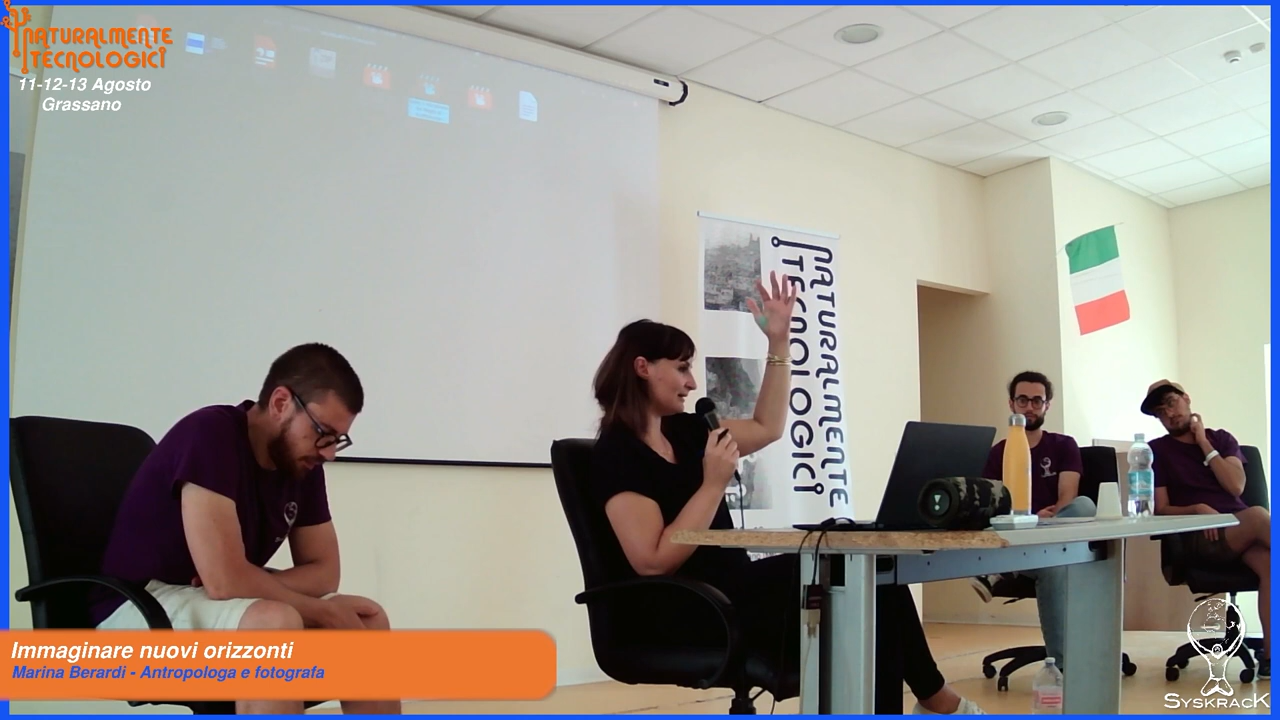 NATURALMENTE
TECNOLOGICI
11-12-13 Agosto
Grassano
NATURALMENTE
TECNOLOGICI
Immaginare nuovi orizzonti
Marina Berardi - Antropologa e fotografa
SYSKRACK